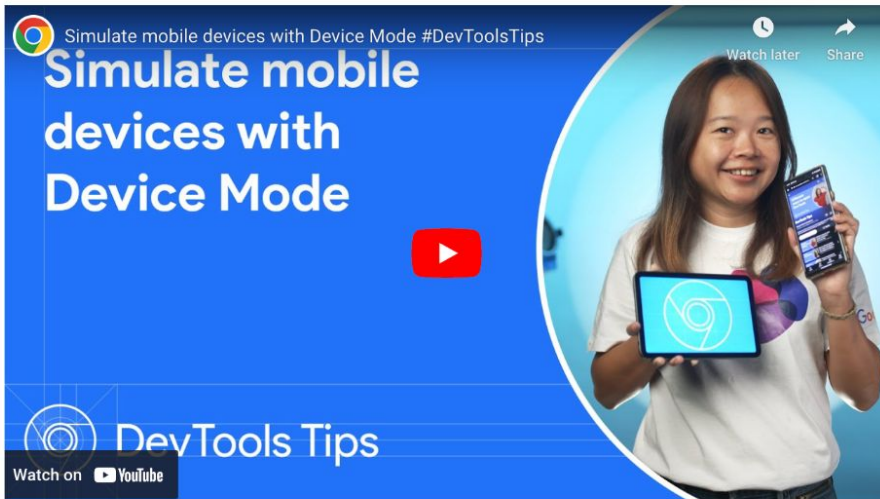 Simulate mobile devices with Device Mode #DevToolsTips
Watch later
Share
Simulate mobile
devices with
Device Mode
DevTools Tips
Watch on YouTube